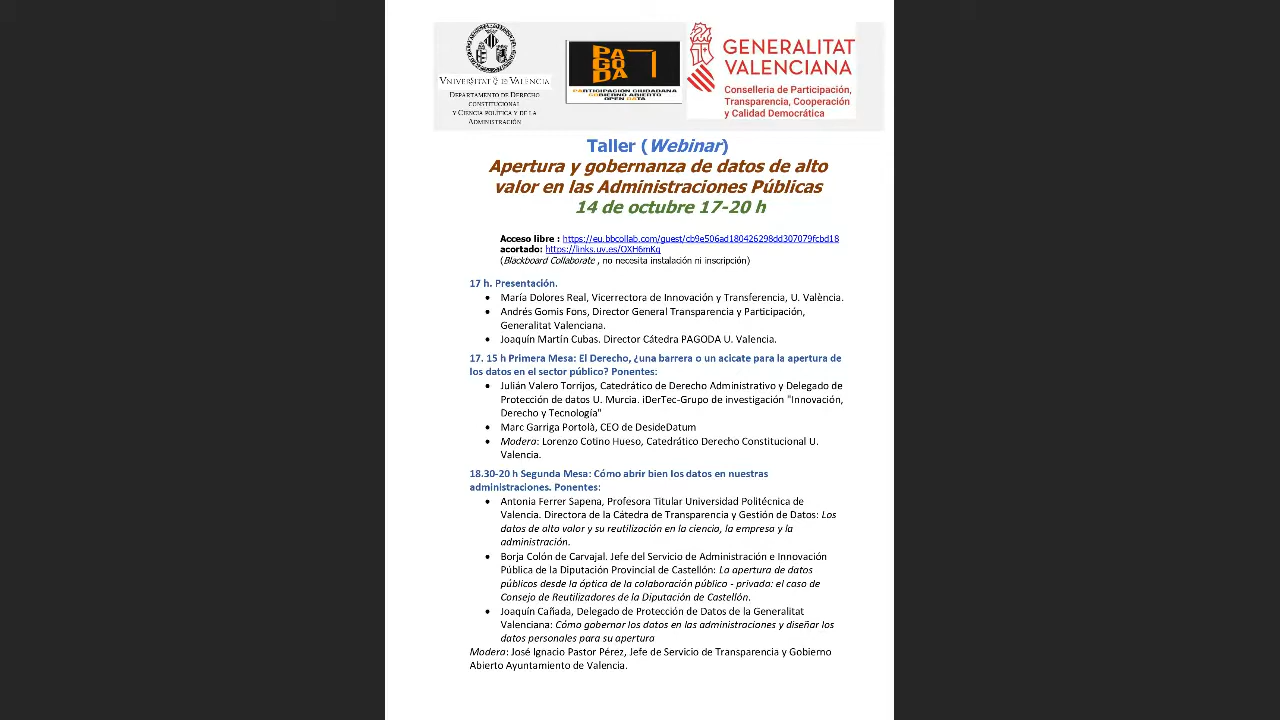 VNIVERSITAT ID VALÈNCIA
DEPARTAMENTO DE DERECHO
CONSTITUCIONAL
Y CIENCIA POLÍTICA Y DE LA
ADMINISTRACIÓN
PA
GO
DA
PARTICIPACIÓN CIUDADANA
GOBIERNO ABIERTO
OPEN DATA
GENERALITAT
VALENCIANA
Conselleria de Participación,
Transparencia, Cooperación
y Calidad Democrática
Taller (Webinar)
Apertura y gobernanza de datos de alto
valor en las Administraciones Públicas
14 de octubre 17-20 h
Acceso libre : https://eu.bbcollab.com/guest/cb9e506ad180426298dd307079fcbd18
acortado: https://links.uv.es/OXH6mKq
(Blackboard Collaborate , no necesita instalación ni inscripción)
17 h. Presentación.
• María Dolores Real, Vicerrectora de Innovación y Transferencia, U. València.
• Andrés Gomis Fons, Director General Transparencia y Participación,
Generalitat Valenciana.
• Joaquín Martín Cubas. Director Cátedra PAGODA U. Valencia.
17. 15 h Primera Mesa: El Derecho, ¿una barrera o un acicate para la apertura de
los datos en el sector público? Ponentes:
• Julián Valero Torrijos, Catedrático de Derecho Administrativo y Delegado de
Protección de datos U. Murcia. iDerTec-Grupo de investigación "Innovación,
Derecho y Tecnología"
• Marc Garriga Portolà, CEO de DesideDatum
• Modera: Lorenzo Cotino Hueso, Catedrático Derecho Constitucional U.
Valencia.
18.30-20 h Segunda Mesa: Cómo abrir bien los datos en nuestras
administraciones. Ponentes:
• Antonia Ferrer Sapena, Profesora Titular Universidad Politécnica de
Valencia. Directora de la Cátedra de Transparencia y Gestión de Datos: Los
datos de alto valor y su reutilización en la ciencia, la empresa y la
administración.
• Borja Colón de Carvajal. Jefe del Servicio de Administración e Innovación
Pública de la Diputación Provincial de Castellón: La apertura de datos
públicos desde la óptica de la colaboración público - privada: el caso de
Consejo de Reutilizadores de la Diputación de Castellón.
• Joaquín Cañada, Delegado de Protección de Datos de la Generalitat
Valenciana: Cómo gobernar los datos en las administraciones y diseñar los
datos personales para su apertura
Modera: José Ignacio Pastor Pérez, Jefe de Servicio de Transparencia y Gobierno
Abierto Ayuntamiento de Valencia.